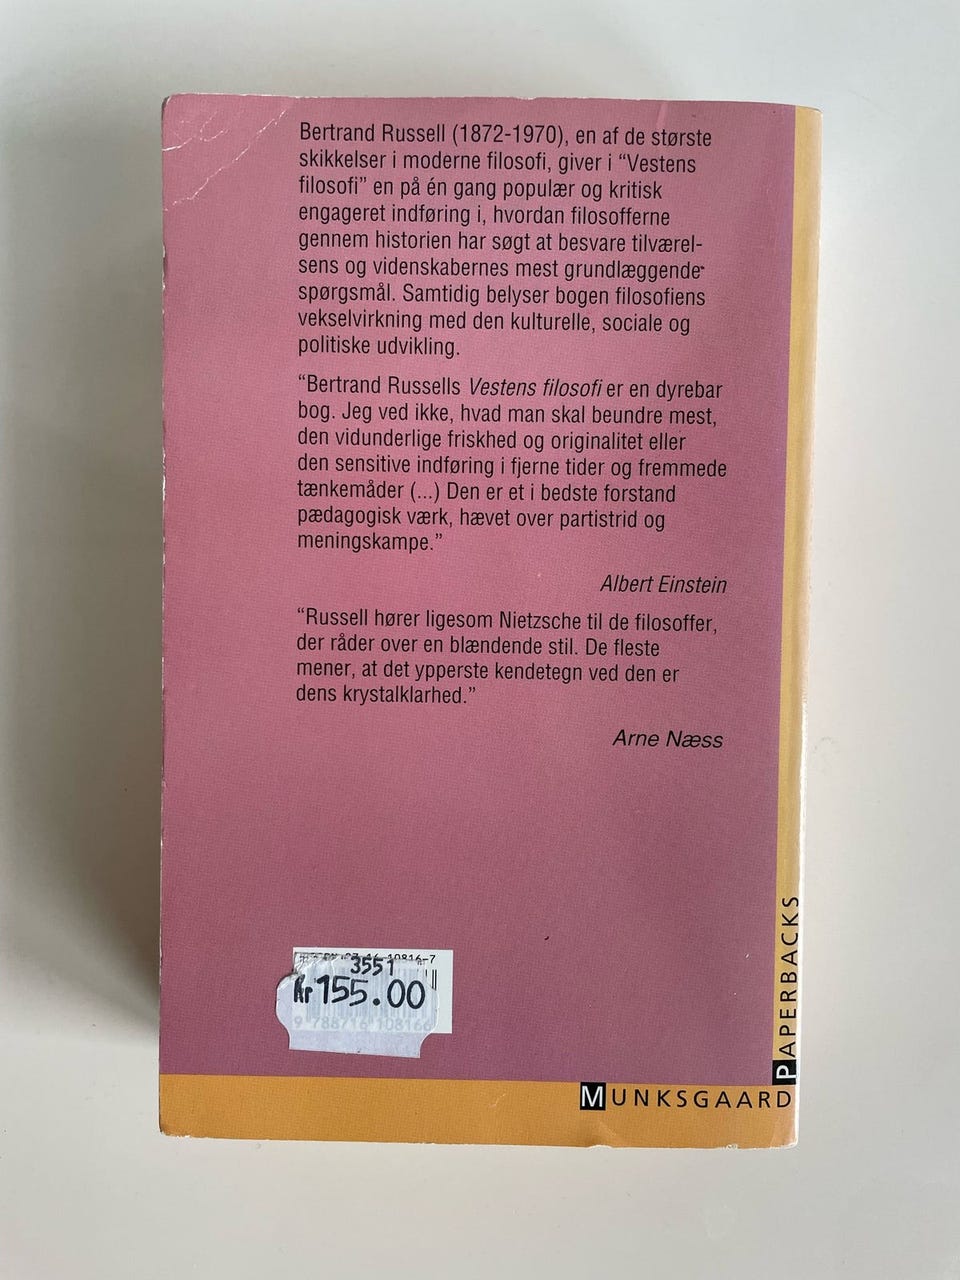 Bertrand Russell (1872-1970), en af de største
skikkelser i moderne filosofi, giver i “Vestens
filosofi” en på én gang populær og kritisk
engageret indføring i, hvordan filosofferne
gennem historien har søgt at besvare tilværel-
sens og videnskabernes mest grundlæggende
spørgsmål. Samtidig belyser bogen filosofiens
vekselvirkning med den kulturelle, sociale og
politiske udvikling.
“Bertrand Russells Vestens filosofi er en dyrebar
bog. Jeg ved ikke, hvad man skal beundre mest,
den vidunderlige friskhed og originalitet eller
den sensitive indføring i fjerne tider og fremmede
tænkemåder (...) Den er et i bedste forstand
pædagogisk værk, hævet over partistrid og
meningskampe.”
Albert Einstein
“Russell hører ligesom Nietzsche til de filosoffer,
der råder over en blændende stil. De fleste
mener, at det ypperste kendetegn ved den er
dens krystalklarhed.”
Arne Næss
10816-7
3551
Kr 155.00
9 788716 108166
MUNKSGAARD
PAPERBACKS